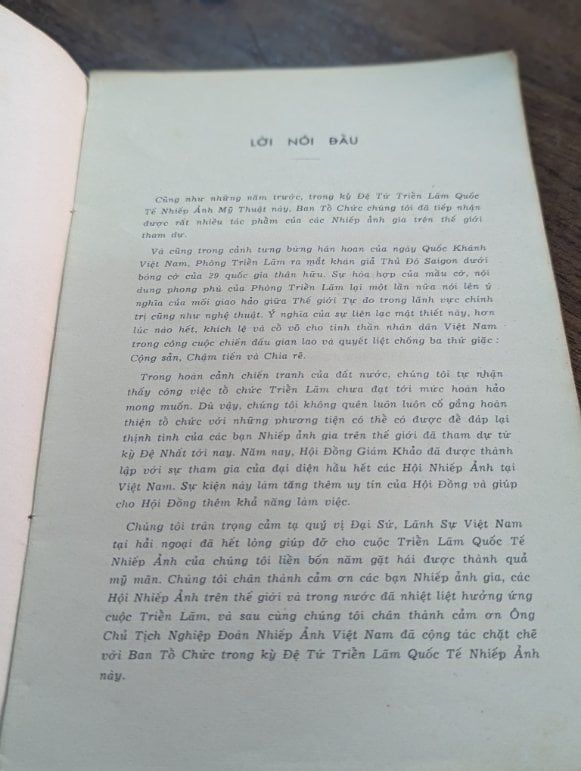 LỜI NÓI ĐẦU
Cũng như những năm trước, trong kỳ Đệ Tứ Triển Lãm Quốc
Tế Nhiếp Ảnh Mỹ Thuật này, Ban Tổ Chức chúng tôi đã tiếp nhận
được rất nhiều tác phẩm của các Nhiếp ảnh gia trên thế giới
tham dự.
Và cũng trong cảnh tưng bừng hân hoan của ngày Quốc Khánh
Việt Nam, Phòng Triển Lãm ra mắt khán giả Thủ Đô Saigon dưới
bóng cờ của 29 quốc gia thân hữu. Sự hòa hợp của mầu cờ, nội
dung phong phú của Phòng Triển Lãm lại một lần nữa nói lên ý
nghĩa của mối giao hảo giữa Thế giới Tự do trong lãnh vực chính
trị cũng như nghệ thuật. Ý nghĩa của sự liên lạc mật thiết này, hơn
lúc nào hết, khích lệ và cổ võ cho tinh thần nhân dân Việt Nam
trong công cuộc chiến đấu gian lao và quyết liệt chống ba thứ giặc :
Cộng sản, Chậm tiến và Chia rẽ.
Trong hoàn cảnh chiến tranh của đất nước, chúng tôi tự nhận
thấy công việc tổ chức Triển Lãm chưa đạt tới mức hoàn hảo
mong muốn. Dù vậy, chúng tôi không quên luôn luôn cố gắng hoàn
thiện tổ chức với những phương tiện có thể có được để đáp lại
thịnh tình của các bạn Nhiếp ảnh gia trên thế giới đã tham dự từ
kỳ Đệ Nhất tới nay. Năm nay, Hội Đồng Giám Khảo đã được thành
lập với sự tham gia của đại diện hầu hết các Hội Nhiếp Ảnh tại
Việt Nam. Sự kiện này làm tăng thêm uy tín của Hội Đồng và giúp
cho Hội Đồng thêm khả năng làm việc.
Chúng tôi trân trọng cảm tạ quý vị Đại Sứ, Lãnh Sự Việt Nam
tại hải ngoại đã hết lòng giúp đỡ cho cuộc Triển Lãm Quốc Tế
Nhiếp Ảnh của chúng tôi liền bốn năm gặt hái được thành quả
mỹ mãn. Chúng tôi chân thành cảm ơn các bạn Nhiếp ảnh gia, các
Hội Nhiếp Ảnh trên thế giới và trong nước đã nhiệt liệt hưởng ứng
cuộc Triển Lãm, và sau cùng chúng tôi chân thành cảm ơn Ông
Chủ Tịch Nghiệp Đoàn Nhiếp Ảnh Việt Nam đã cộng tác chặt chẽ
với Ban Tổ Chức trong kỳ Đệ Tứ Triển Lãm Quốc Tế Nhiếp Ảnh
này.